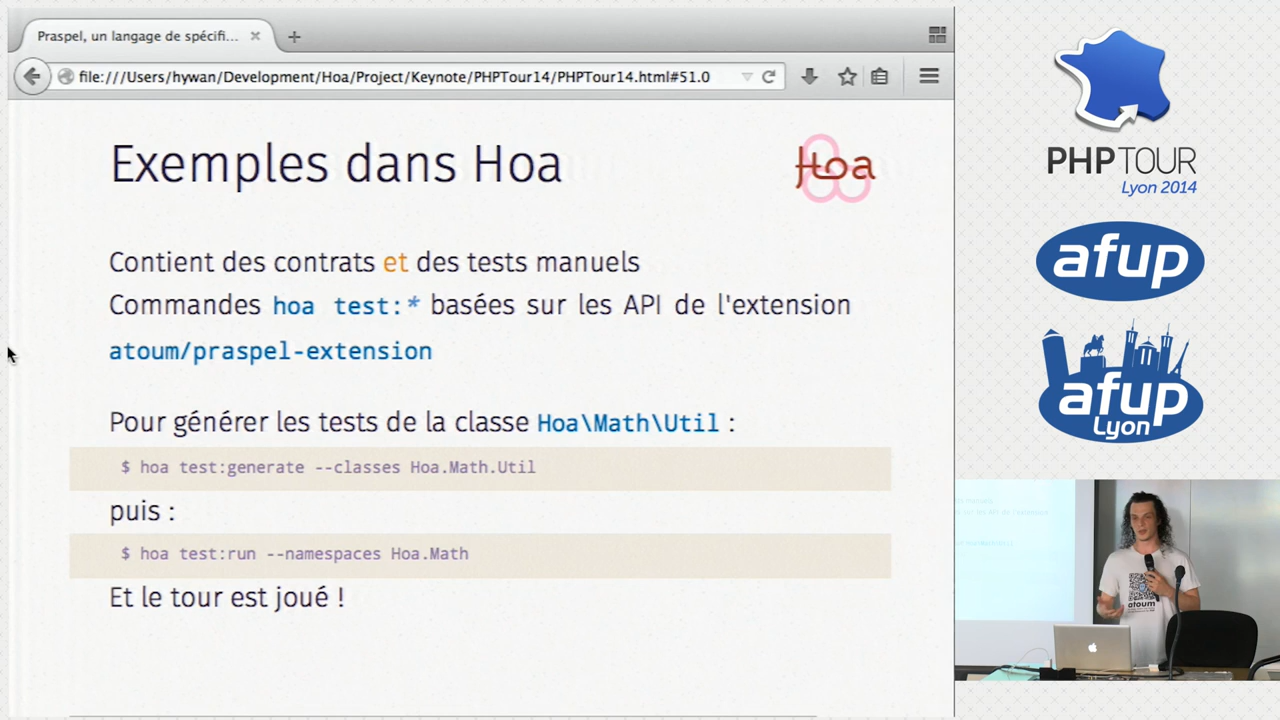 Praspel, un langage de spécifi...
file:///Users/hywan/Development/Hoa/Project/Keynote/PHPTour14/PHPTour14.html#51.0
Exemples dans Hoa
Hoa
Contient des contrats et des tests manuels
Commandes hoa test:* basées sur les API de l'extension
atoum/praspel-extension
Pour générer les tests de la classe Hoa\Math\Util :
$ hoa test:generate --classes Hoa.Math.Util
puis :
$ hoa test:run --namespaces Hoa.Math
Et le tour est joué !
PHPTOUR
Lyon 2014
afup
afup
Lyon
atoum